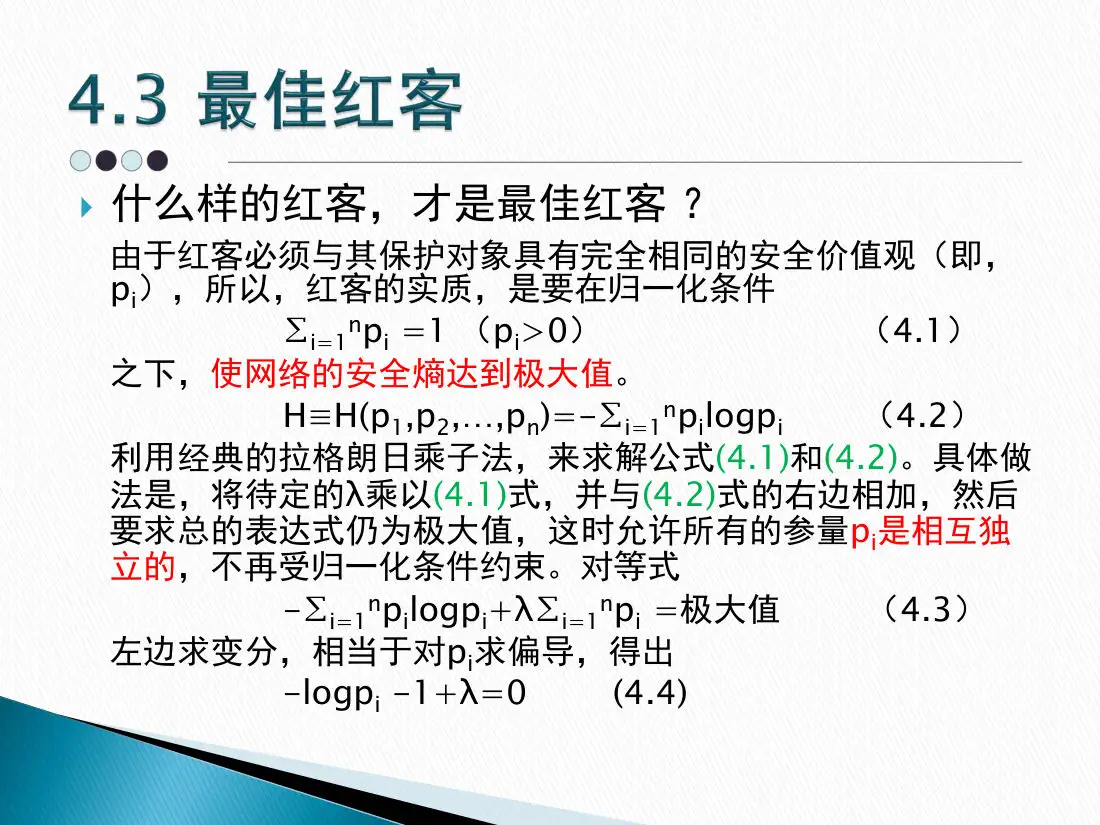 4.3 最佳红客
什么样的红客，才是最佳红客 ？
由于红客必须与其保护对象具有完全相同的安全价值观（即，
pᵢ），所以，红客的实质，是要在归一化条件
∑ᵢ₌₁ⁿpᵢ =1 （pᵢ>0） （4.1）
之下，使网络的安全熵达到极大值。
H≡H(p₁,p₂,…,pₙ)=-∑ᵢ₌₁ⁿpᵢlogpᵢ （4.2）
利用经典的拉格朗日乘子法，来求解公式(4.1)和(4.2)。具体做
法是，将待定的λ乘以(4.1)式，并与(4.2)式的右边相加，然后
要求总的表达式仍为极大值，这时允许所有的参量pᵢ是相互独
立的，不再受归一化条件约束。对等式
-∑ᵢ₌₁ⁿpᵢlogpᵢ+λ∑ᵢ₌₁ⁿpᵢ =极大值 （4.3）
左边求变分，相当于对pᵢ求偏导，得出
-logpᵢ -1+λ=0 (4.4)